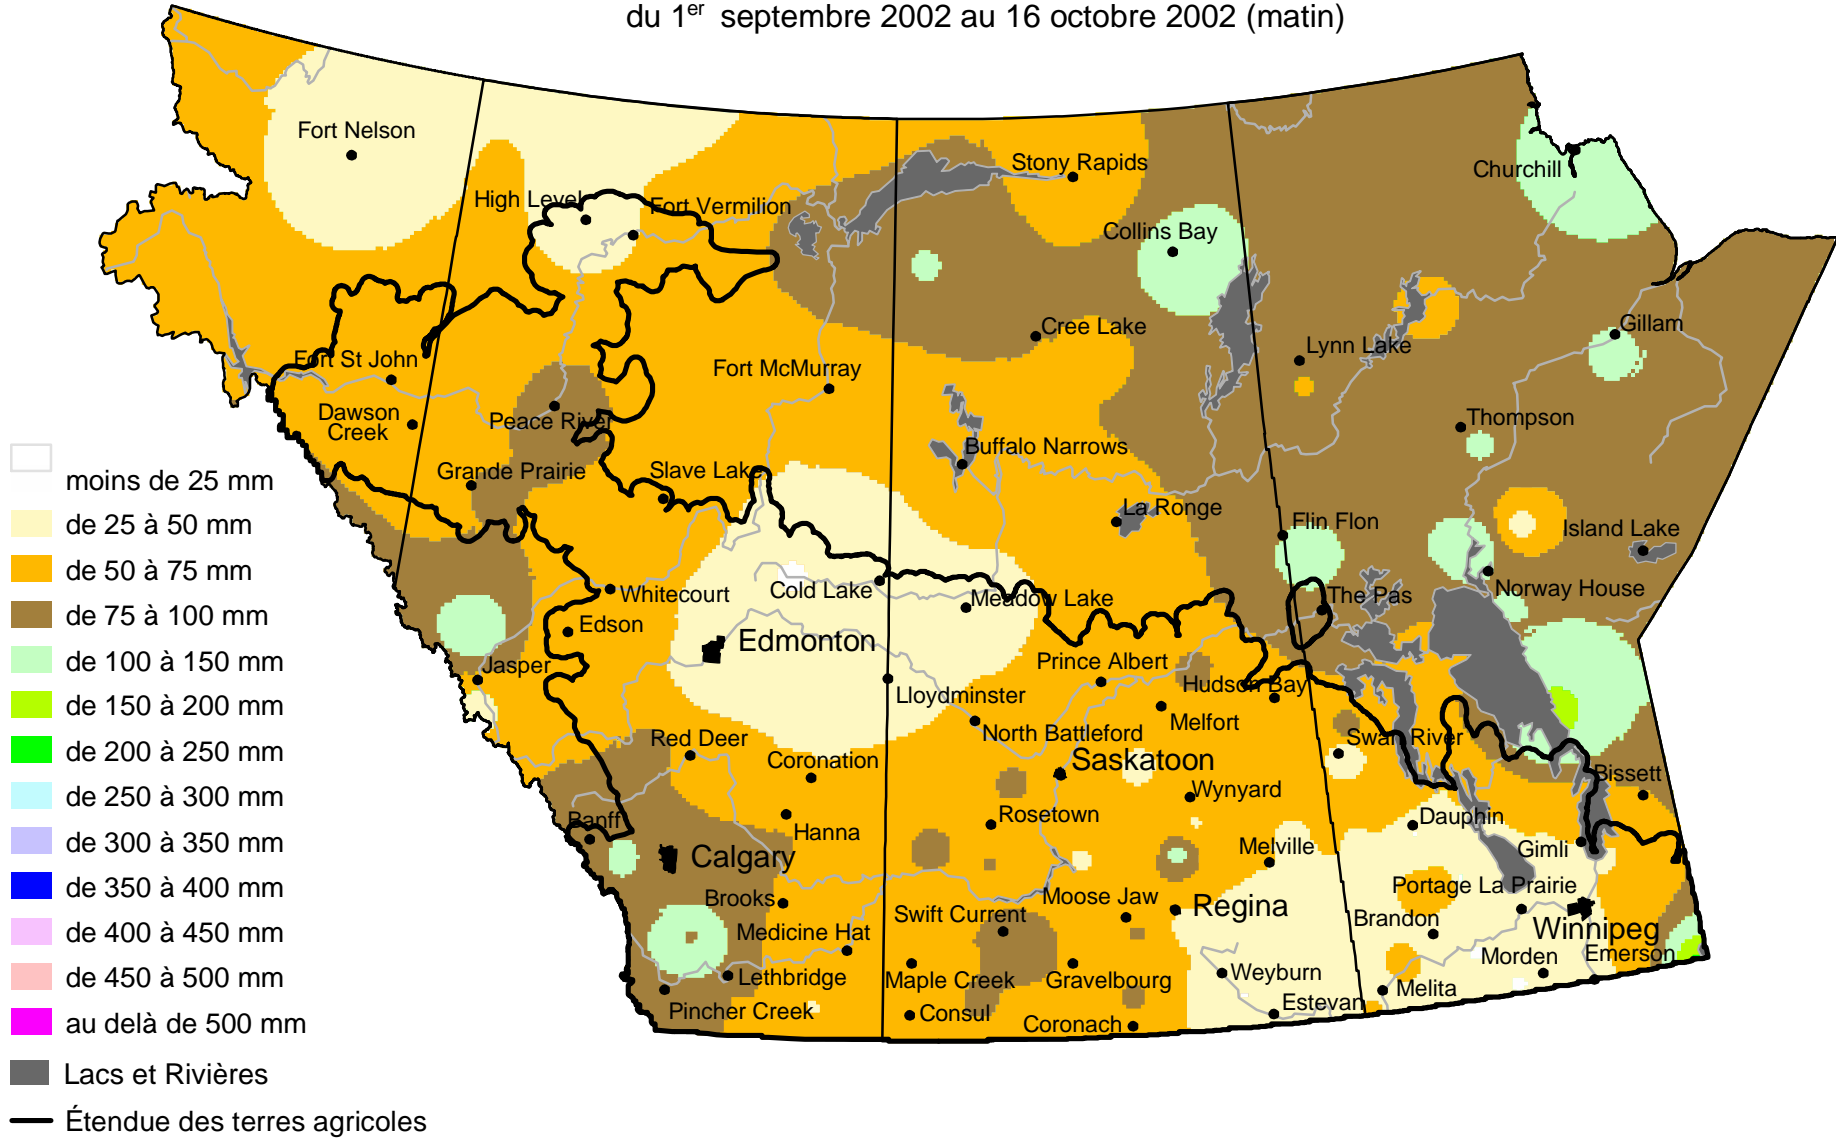 du 1er septembre 2002 au 16 octobre 2002 (matin)
Fort Nelson
Stony Rapids
Churchill
High Level
Fort Vermilion
Collins Bay
Cree Lake
Gillam
Lynn Lake
Fort St John
Fort McMurray
Dawson
Creek
Peace River
Thompson
Buffalo Narrows
Grande Prairie
Slave Lake
La Ronge
Flin Flon
Island Lake
Cold Lake
Whitecourt
Meadow Lake
The Pas
Norway House
Edson
Edmonton
Jasper
Prince Albert
Hudson Bay
Lloydminster
Melfort
North Battleford
Red Deer
Swan River
Coronation
Saskatoon
Bissett
Wynyard
Banff
Hanna
Rosetown
Dauphin
Calgary
Melville
Gimli
Brooks
Moose Jaw
Portage La Prairie
Swift Current
Regina
Brandon
Medicine Hat
Winnipeg
Lethbridge
Maple Creek
Gravelbourg
Weyburn
Morden
Emerson
Pincher Creek
Consul
Coronach
Estevan
Melita
moins de 25 mm
de 25 à 50 mm
de 50 à 75 mm
de 75 à 100 mm
de 100 à 150 mm
de 150 à 200 mm
de 200 à 250 mm
de 250 à 300 mm
de 300 à 350 mm
de 350 à 400 mm
de 400 à 450 mm
de 450 à 500 mm
au delà de 500 mm
Lacs et Rivières
Étendue des terres agricoles